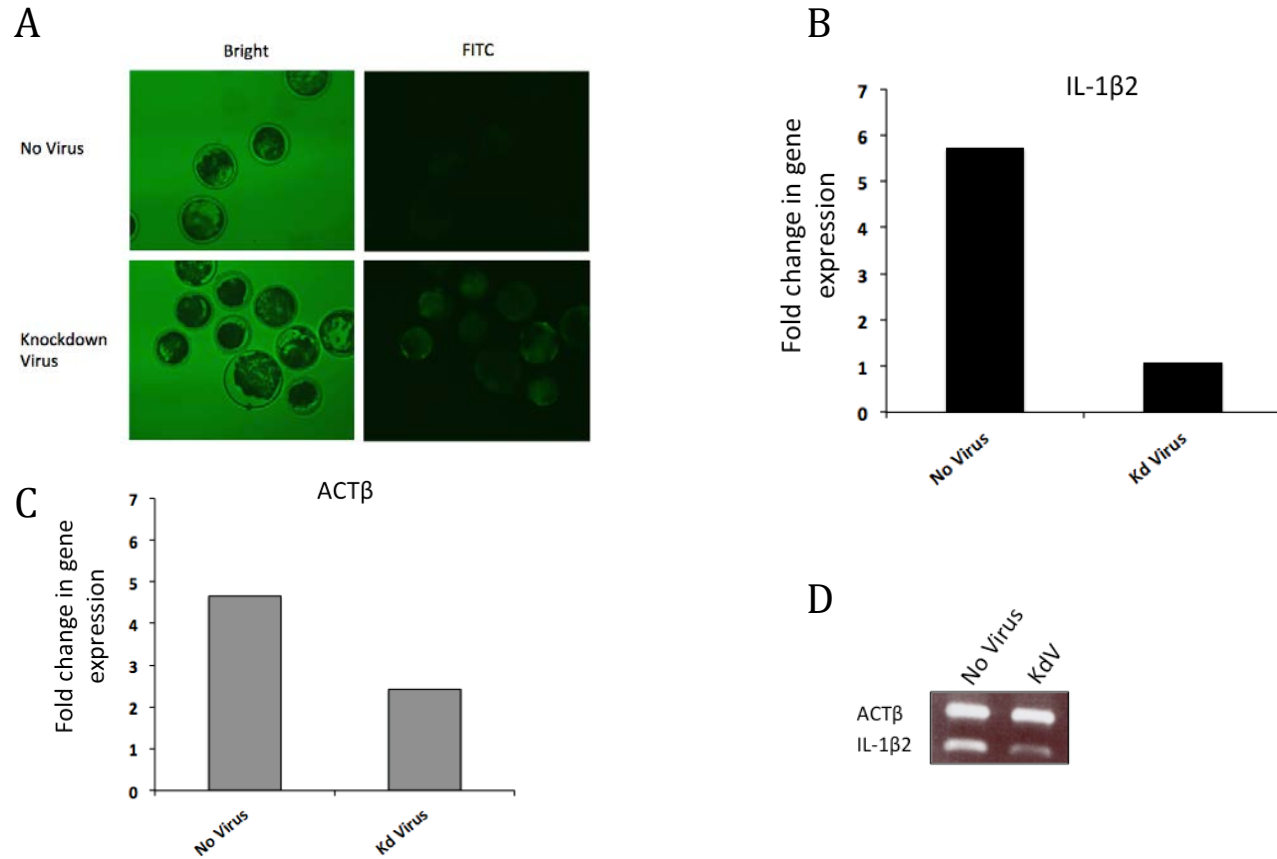 A
Bright
FITC
No Virus
Knockdown
Virus
B
IL-1β2
Fold change in gene
expression
7
6
5
4
3
2
1
0
No Virus
Kd Virus
C
ACTβ
Fold change in gene
expression
7
6
5
4
3
2
1
0
No Virus
Kd Virus
D
No Virus
KdV
ACTβ
IL-1β2